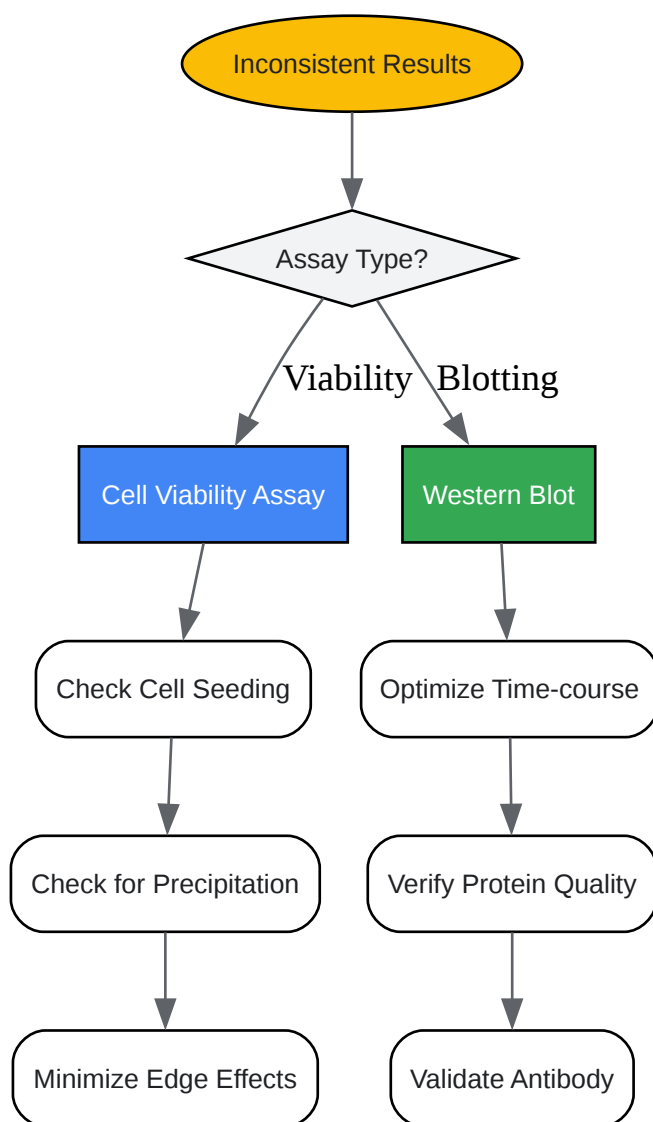 Inconsistent Results
Assay Type?
Viability
Blotting
Cell Viability Assay
Western Blot
Check Cell Seeding
Optimize Time-course
Check for Precipitation
Verify Protein Quality
Minimize Edge Effects
Validate Antibody